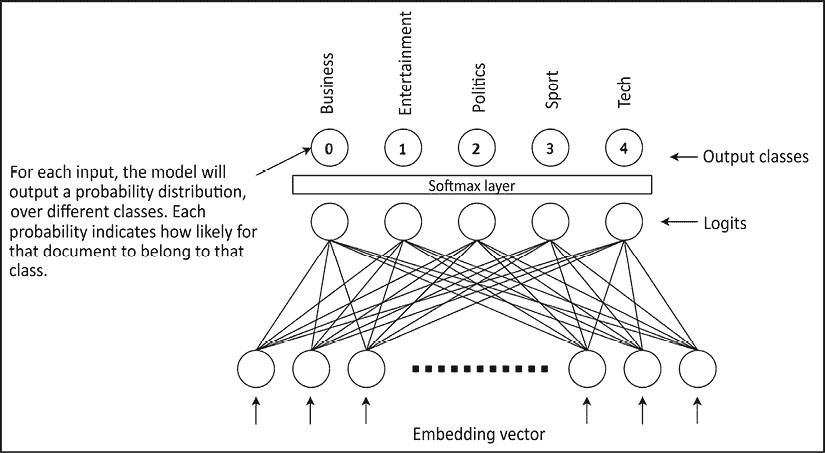 Business
Entertainment
Politics
Sport
Tech
0 1 2 3 4
Output classes
For each input, the model will
output a probability distribution,
over different classes. Each
probability indicates how likely for
that document to belong to that
class.
Softmax layer
Logits
Embedding vector